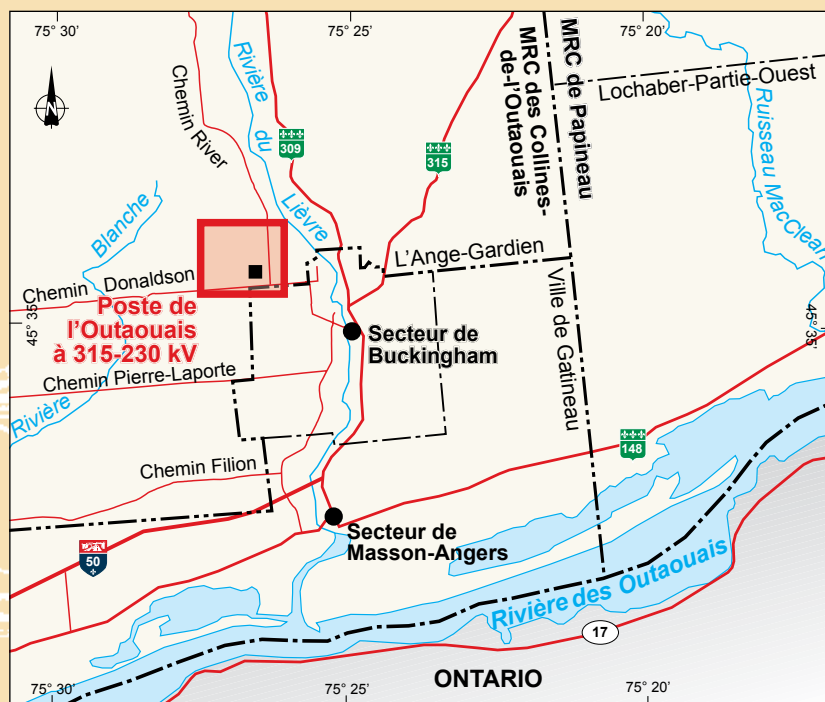 75° 30’
75° 25’
75° 20’
MRC des Collines-
de-l’Outaouais
MRC de Papineau
Lochaber-Partie-Ouest
Rivière
du
Lièvre
Chemin River
N
309
315
Ruisseau MacClean
Blanche
L’Ange-Gardien
Chemin Donaldson
Ville de Gatineau
45° 35’
45° 35’
Poste de
l’Outaouais
à 315-230 kV
Secteur de
Buckingham
Chemin Pierre-Laporte
Rivière
Chemin Filion
148
Secteur de
Masson-Angers
50
Rivière des Outaouais
17
ONTARIO
75° 30’
75° 25’
75° 20’